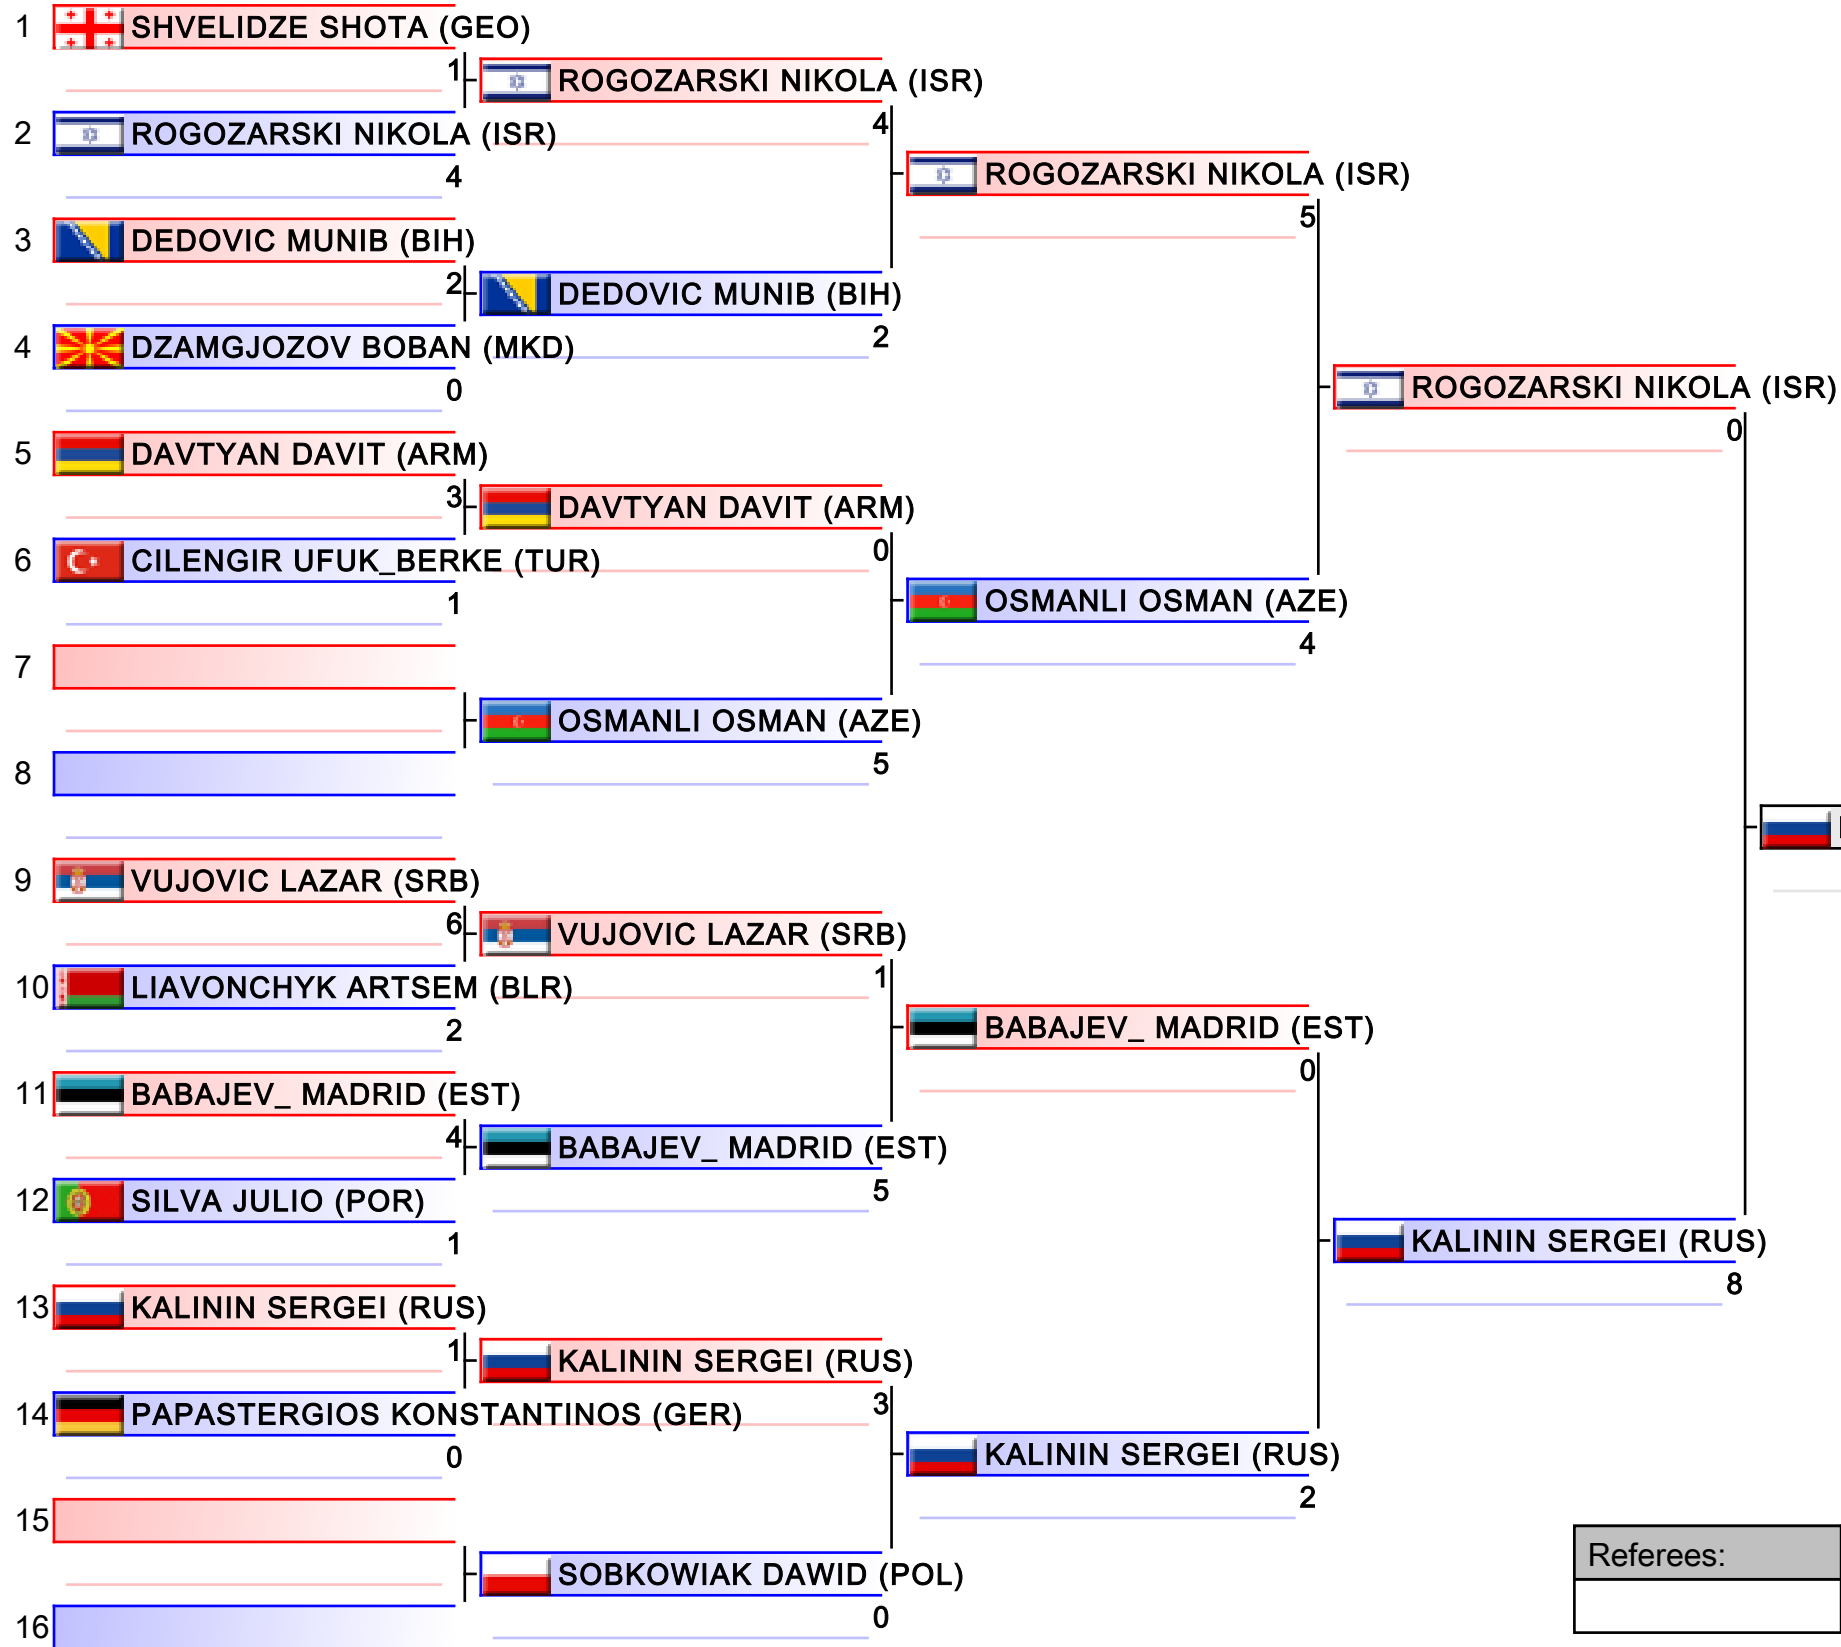 1 SHVELIDZE SHOTA (GEO)
1 ROGOZARSKI NIKOLA (ISR)
4
2 ROGOZARSKI NIKOLA (ISR)
4
ROGOZARSKI NIKOLA (ISR)
5
3 DEDOVIC MUNIB (BIH)
2 DEDOVIC MUNIB (BIH)
2
4 DZAMGJOZOV BOBAN (MKD)
0
ROGOZARSKI NIKOLA (ISR)
0
5 DAVTYAN DAVIT (ARM)
3 DAVTYAN DAVIT (ARM)
0
6 CILENGIR UFUK_BERKE (TUR)
1
OSMANLI OSMAN (AZE)
4
7
OSMANLI OSMAN (AZE)
5
8
9 VUJOVIC LAZAR (SRB)
6 VUJOVIC LAZAR (SRB)
1
10 LIAVONCHYK ARTSEM (BLR)
2
BABAJEV_ MADRID (EST)
0
11 BABAJEV_ MADRID (EST)
4 BABAJEV_ MADRID (EST)
5
12 SILVA JULIO (POR)
1
KALININ SERGEI (RUS)
8
13 KALININ SERGEI (RUS)
1 KALININ SERGEI (RUS)
3
14 PAPASTERGIOS KONSTANTINOS (GER)
0
KALININ SERGEI (RUS)
2
15
SOBKOWIAK DAWID (POL)
0
16
Referees: